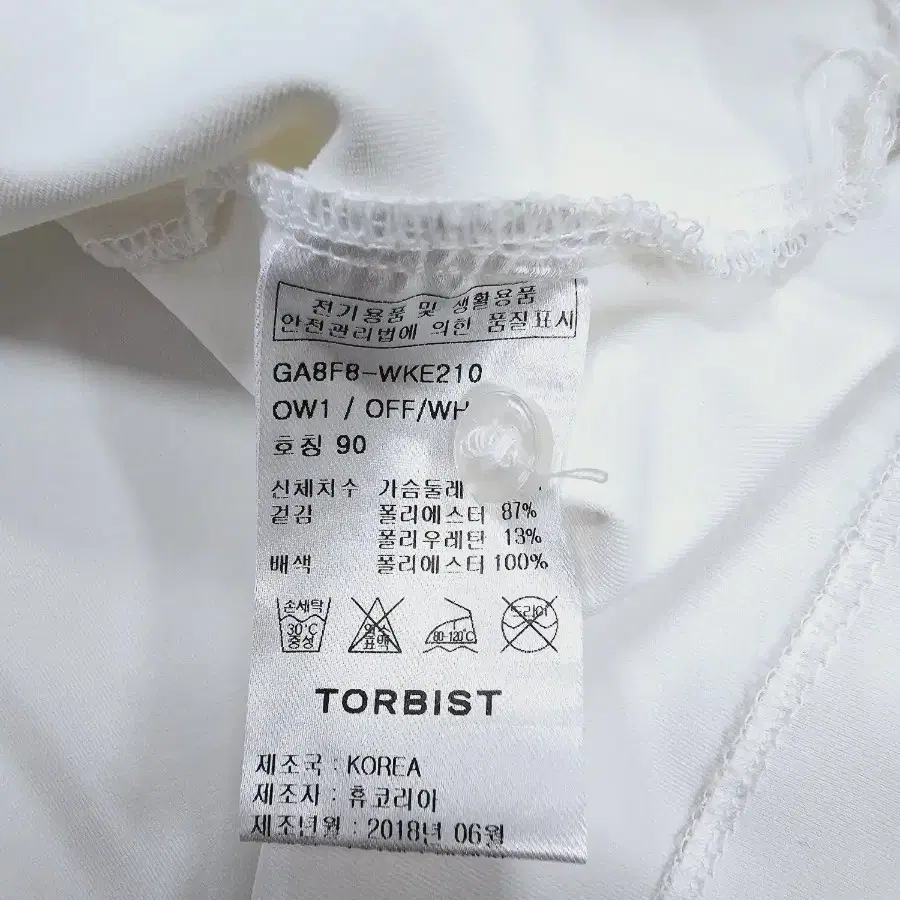 전기용품 및 생활용품
안전관리법에 의한 품질표시
GA8F8-WKE210
OW1 / OFF/WH
호칭 90
신체치수 가슴둘레
겉감 폴리에스터 87%
폴리우레탄 13%
배색 폴리에스터 100%
손세탁
30°C
중성
염소
표백
80-120°C
드라이
TORBIST
제조국 : KOREA
제조자 : 휴코리아
제조년월 : 2018년 06월